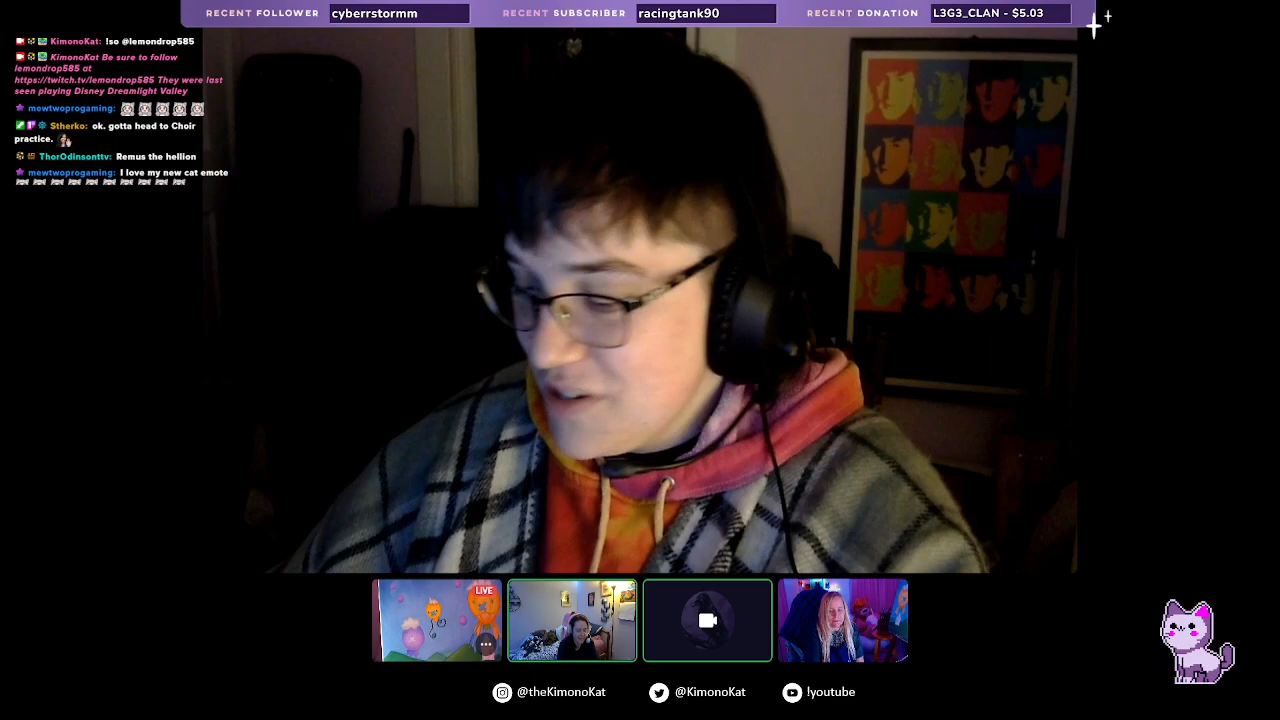 RECENT FOLLOWER cyberrstormm RECENT SUBSCRIBER racingtank90 RECENT DONATION L3G3_CLAN - $5.03
KimonoKat: !so @lemondrop585
KimonoKat Be sure to follow
lemondrop585 at
https://twitch.tv/lemondrop585 They were last
seen playing Disney Dreamlight Valley
mewtwoprogaming:
Stherko: ok. gotta head to Choir
practice.
ThorOdinsonttv: Remus the hellion
mewtwoprogaming: I love my new cat emote
LIVE
@theKimonoKat @KimonoKat !youtube